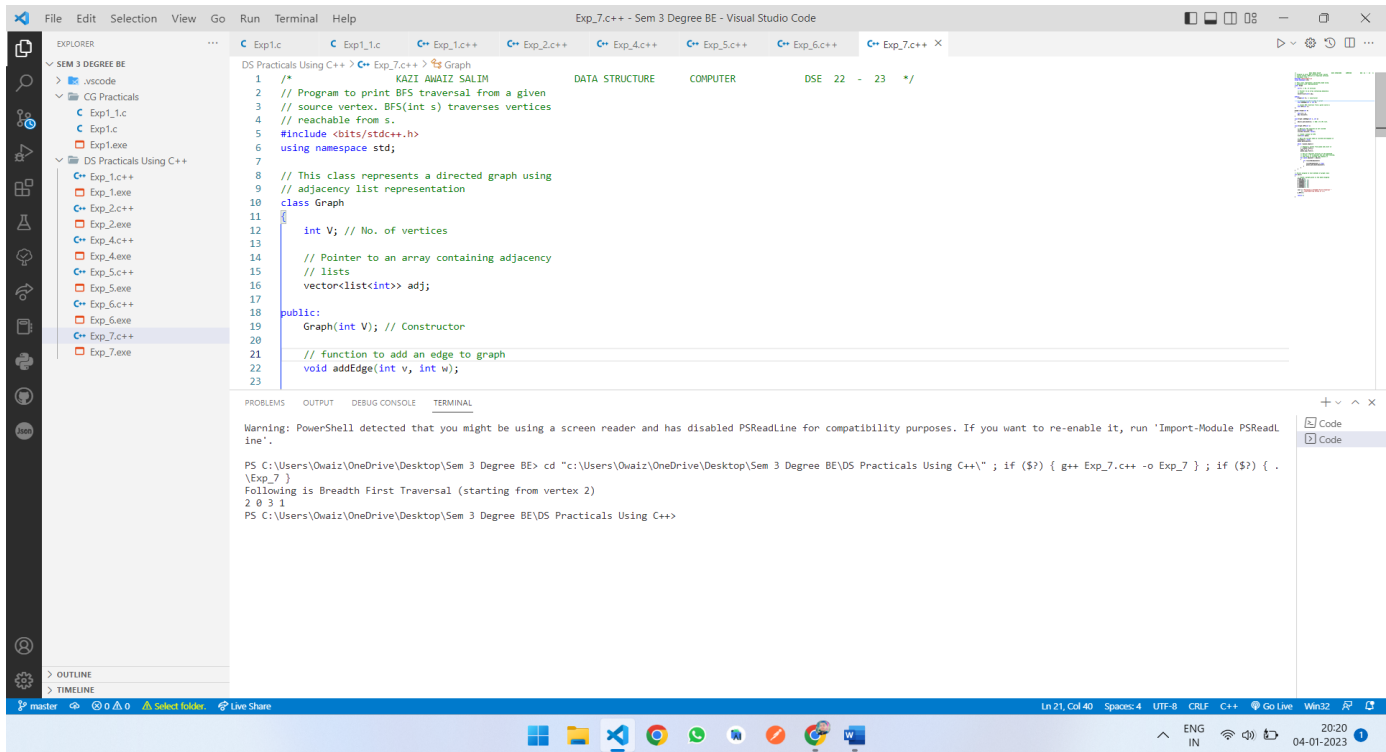 File Edit Selection View Go Run Terminal Help
Exp_7.c++ - Sem 3 Degree BE - Visual Studio Code
EXPLORER
SEM 3 DEGREE BE
.vscode
CG Practicals
C Exp1_1.c
C Exp1.c
Exp1.exe
DS Practicals Using C++
C++ Exp_1.c++
Exp_1.exe
C++ Exp_2.c++
Exp_2.exe
C++ Exp_4.c++
Exp_4.exe
C++ Exp_5.c++
Exp_5.exe
C++ Exp_6.c++
Exp_6.exe
C++ Exp_7.c++
Exp_7.exe
OUTLINE
TIMELINE
Json
C Exp1.c C Exp1_1.c C++ Exp_1.c++ C++ Exp_2.c++ C++ Exp_4.c++ C++ Exp_5.c++ C++ Exp_6.c++ C++ Exp_7.c++
DS Practicals Using C++ > C++ Exp_7.c++ > Graph
1 /* KAZI AWAIZ SALIM DATA STRUCTURE COMPUTER DSE 22 - 23 */
2 // Program to print BFS traversal from a given
3 // source vertex. BFS(int s) traverses vertices
4 // reachable from s.
5 #include <bits/stdc++.h>
6 using namespace std;
7
8 // This class represents a directed graph using
9 // adjacency list representation
10 class Graph
11 {
12 int V; // No. of vertices
13
14 // Pointer to an array containing adjacency
15 // lists
16 vector<list<int>> adj;
17
18 public:
19 Graph(int V); // Constructor
20
21 // function to add an edge to graph
22 void addEdge(int v, int w);
23
PROBLEMS OUTPUT DEBUG CONSOLE TERMINAL
Code
Code
Warning: PowerShell detected that you might be using a screen reader and has disabled PSReadLine for compatibility purposes. If you want to re-enable it, run 'Import-Module PSReadL
ine'.
PS C:\Users\Owaiz\OneDrive\Desktop\Sem 3 Degree BE> cd "c:\Users\Owaiz\OneDrive\Desktop\Sem 3 Degree BE\DS Practicals Using C++\" ; if ($?) { g++ Exp_7.c++ -o Exp_7 } ; if ($?) { .
\Exp_7 }
Following is Breadth First Traversal (starting from vertex 2)
2 0 3 1
PS C:\Users\Owaiz\OneDrive\Desktop\Sem 3 Degree BE\DS Practicals Using C++>
master 0 0 Select folder. Live Share
Ln 21, Col 40 Spaces: 4 UTF-8 CRLF C++ Go Live Win32
ENG
IN
20:20
04-01-2023
1